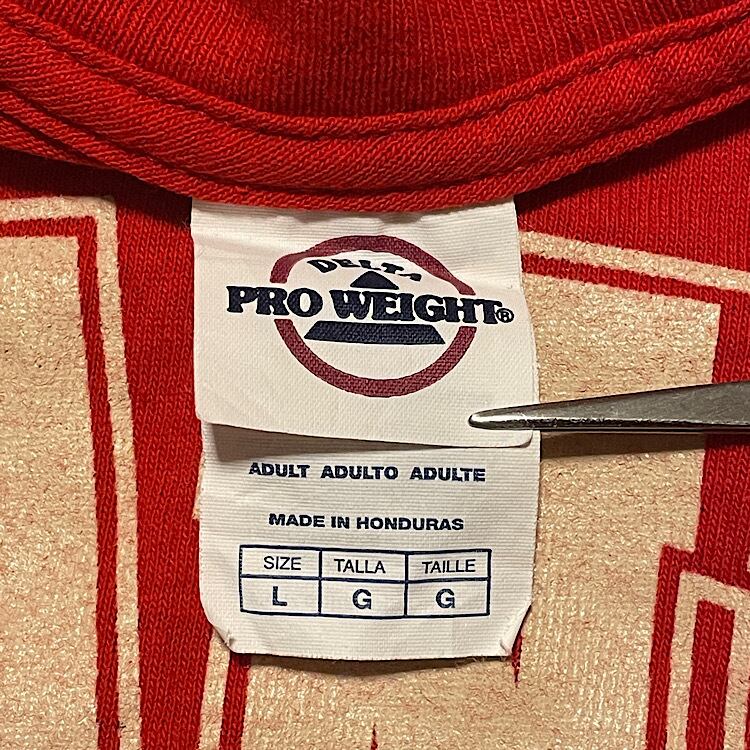 DELTA
PRO WEIGHT®
ADULT ADULTO ADULTE
MADE IN HONDURAS
SIZE TALLA TAILLE
L G G